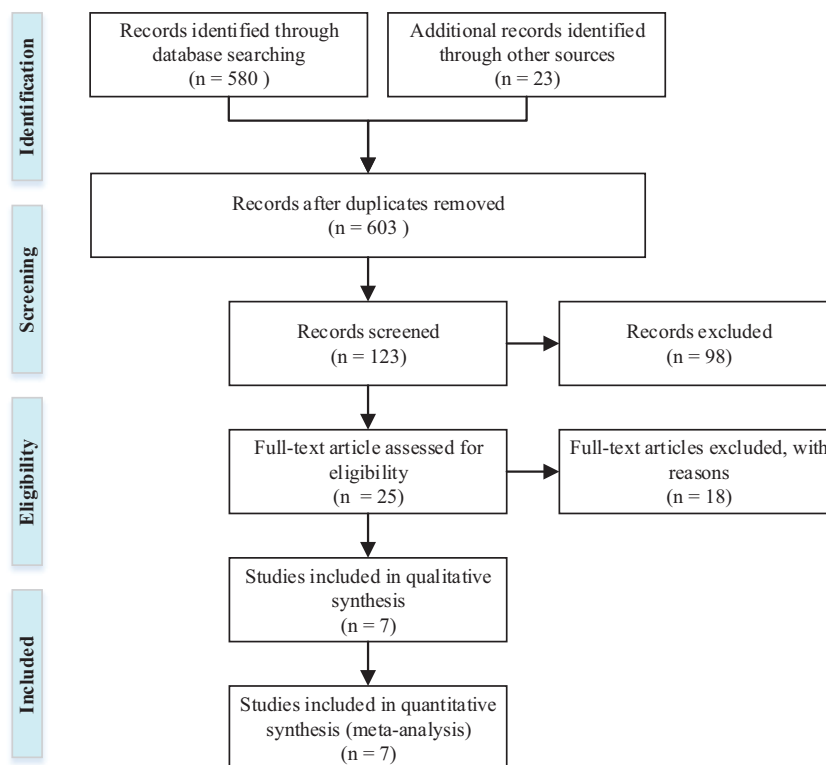 Identification
Records identified through
database searching
(n = 580 )
Additional records identified
through other sources
(n = 23)
Records after duplicates removed
(n = 603 )
Screening
Records screened
(n = 123)
Records excluded
(n = 98)
Eligibility
Full-text article assessed for
eligibility
(n = 25)
Full-text articles excluded, with
reasons
(n = 18)
Studies included in qualitative
synthesis
(n = 7)
Included
Studies included in quantitative
synthesis (meta-analysis)
(n = 7)